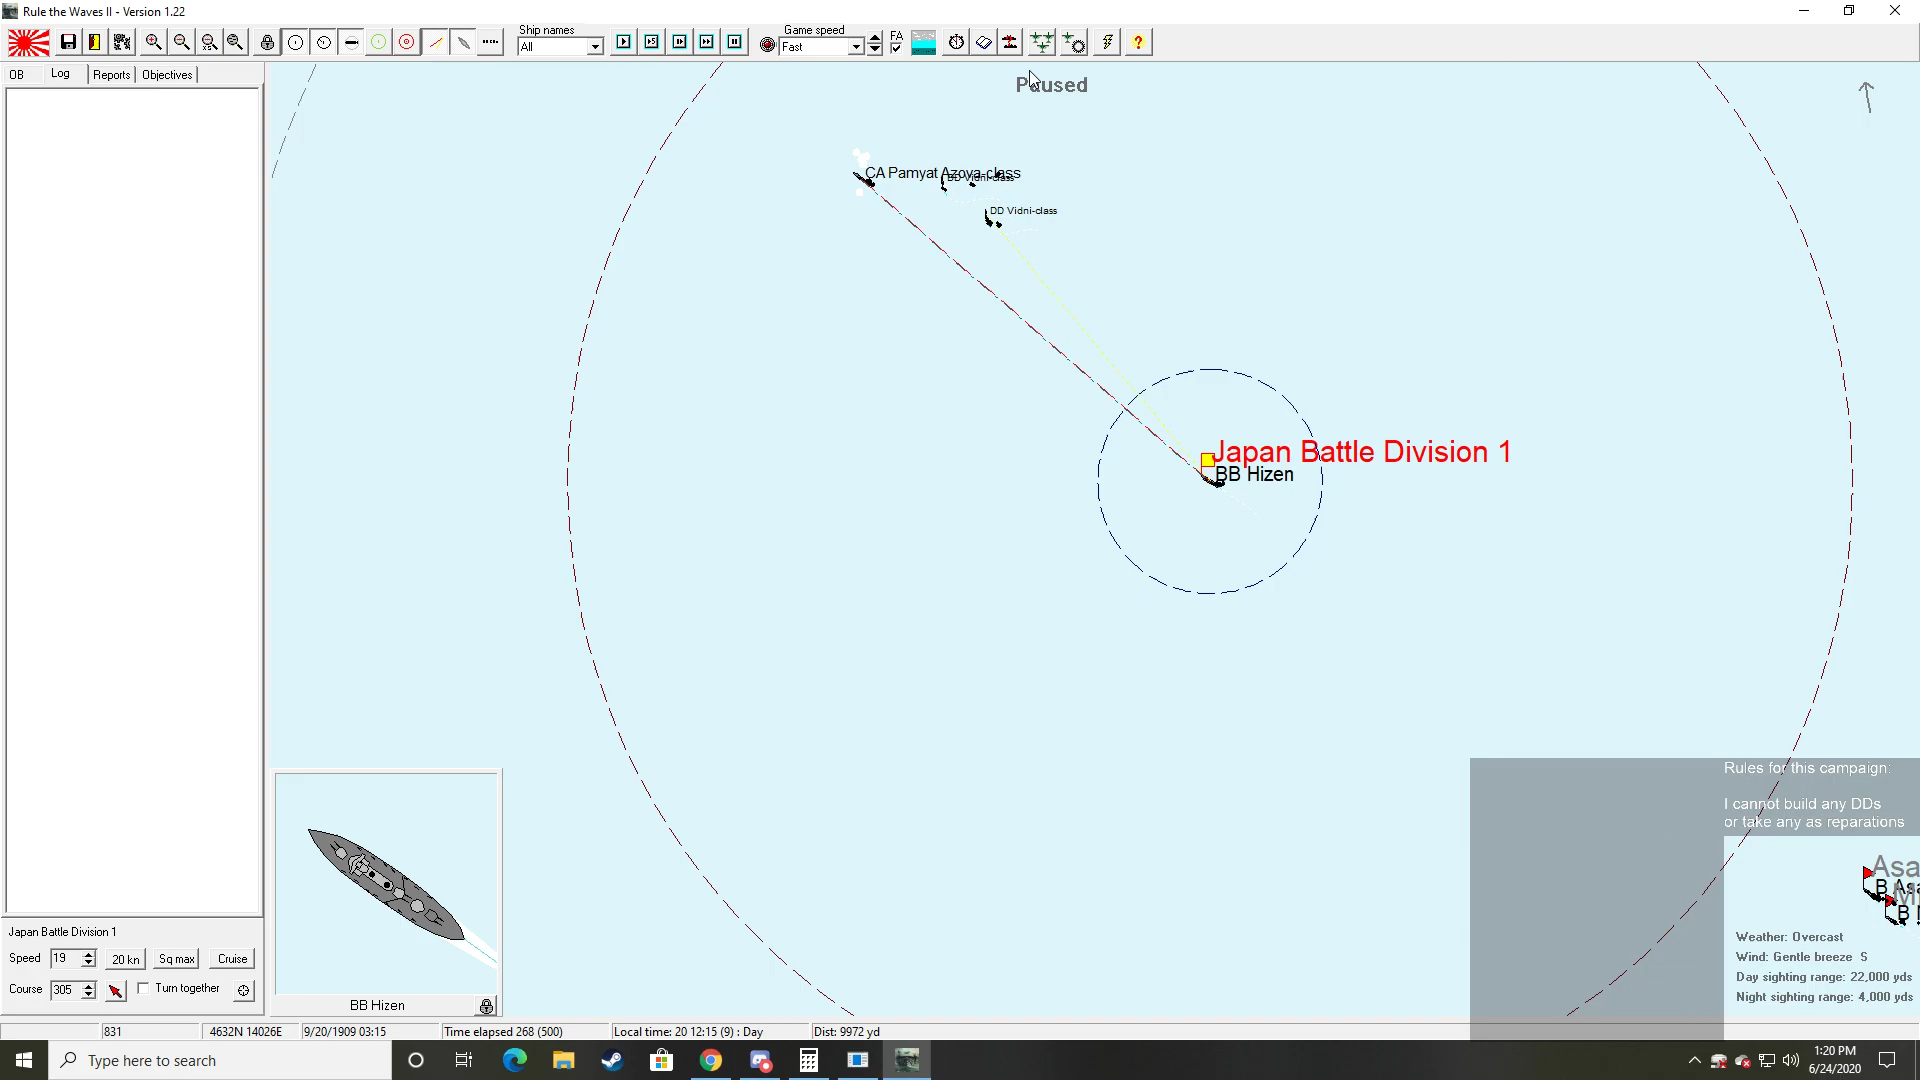 Rule the Waves II - Version 1.22
Ship names
All
Game speed
Fast
FA
OB
Log
Reports
Objectives
Paused
CA Pamyat Azova-class
DD Vidni-class
DD Vidni-class
Japan Battle Division 1
BB Hizen
Rules for this campaign:
I cannot build any DDs
or take any as reparations
Asa
B Asa
B
Weather: Overcast
Wind: Gentle breeze S
Day sighting range: 22,000 yds
Night sighting range: 4,000 yds
Japan Battle Division 1
Speed 19 20 kn Sq max Cruise
Course 305 Turn together
BB Hizen
831 4632N 14026E 9/20/1909 03:15 Time elapsed 268 (500) Local time: 20 12:15 (9) : Day Dist: 9972 yd
Type here to search
1:20 PM
6/24/2020